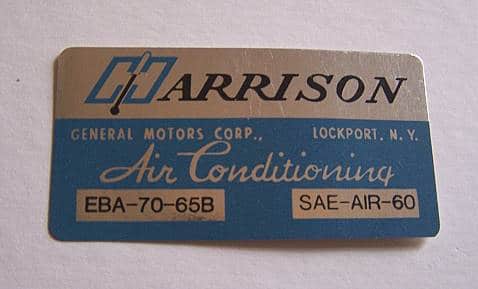 HARRISON
GENERAL MOTORS CORP., LOCKPORT, N.Y.
Air Conditioning
EBA-70-65B SAE-AIR-60